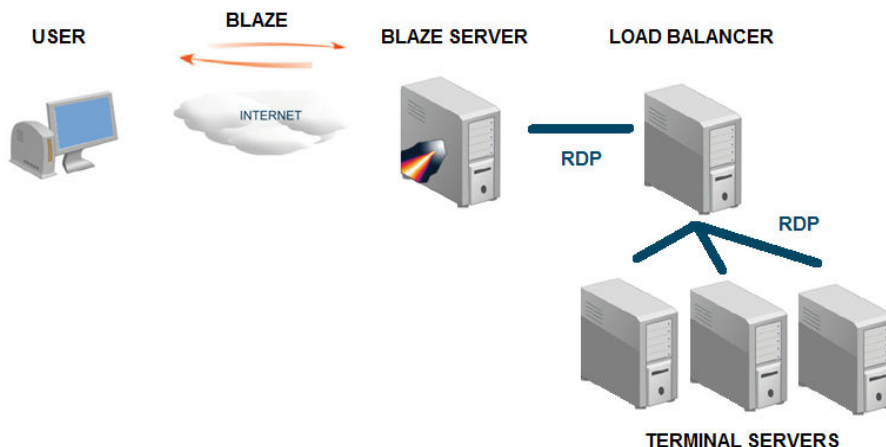 USER
BLAZE
BLAZE SERVER
LOAD BALANCER
INTERNET
RDP
RDP
TERMINAL SERVERS